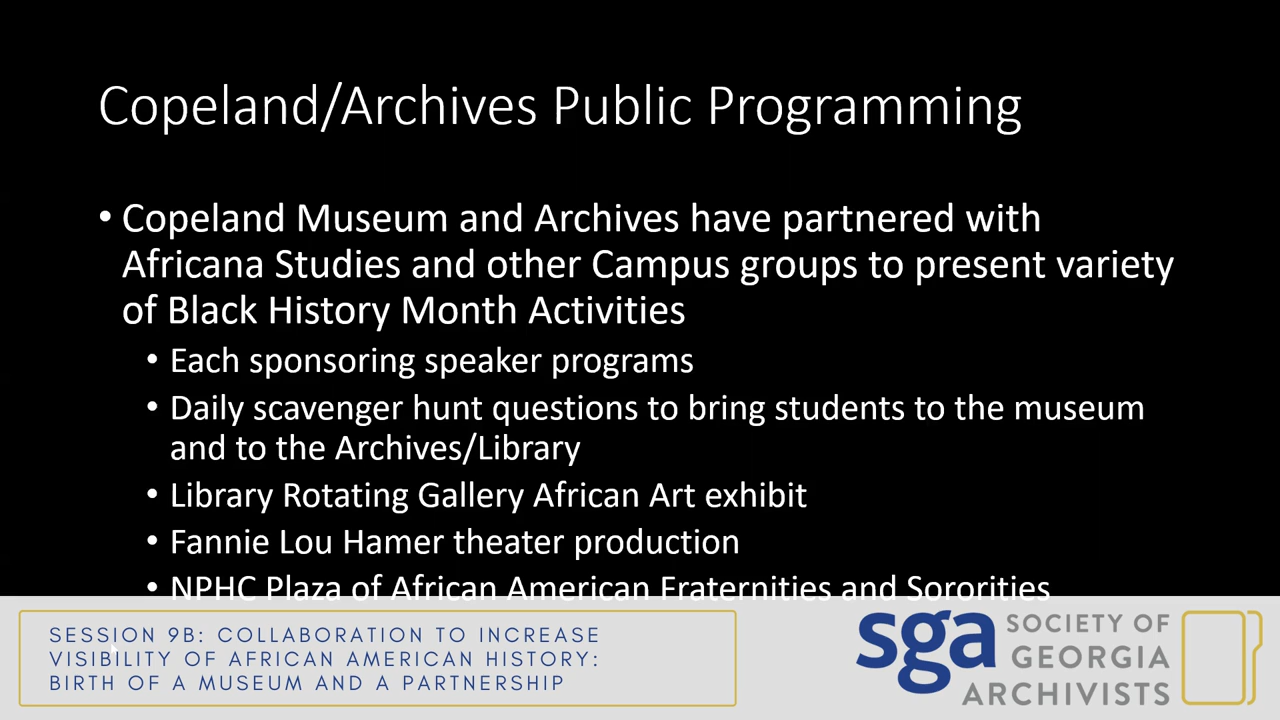 Copeland/Archives Public Programming
• Copeland Museum and Archives have partnered with
Africana Studies and other Campus groups to present variety
of Black History Month Activities
• Each sponsoring speaker programs
• Daily scavenger hunt questions to bring students to the museum
and to the Archives/Library
• Library Rotating Gallery African Art exhibit
• Fannie Lou Hamer theater production
• NPHC Plaza of African American Fraternities and Sororities
SESSION 9B: COLLABORATION TO INCREASE
VISIBILITY OF AFRICAN AMERICAN HISTORY:
BIRTH OF A MUSEUM AND A PARTNERSHIP
sga
SOCIETY OF
GEORGIA
ARCHIVISTS